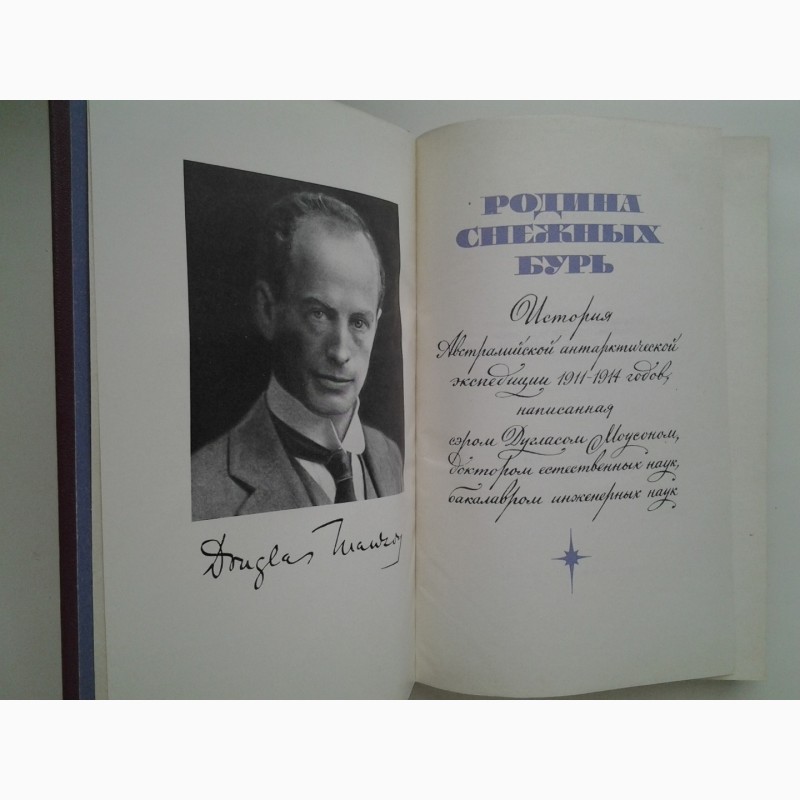 Douglas Mawson
РОДИНА
СНЕЖНЫХ
БУРЬ
История
Австралийской антарктической
экспедиции 1911-1914 годов,
написанная
сэром Дугласом Моусоном,
доктором естественных наук,
бакалавром инженерных наук